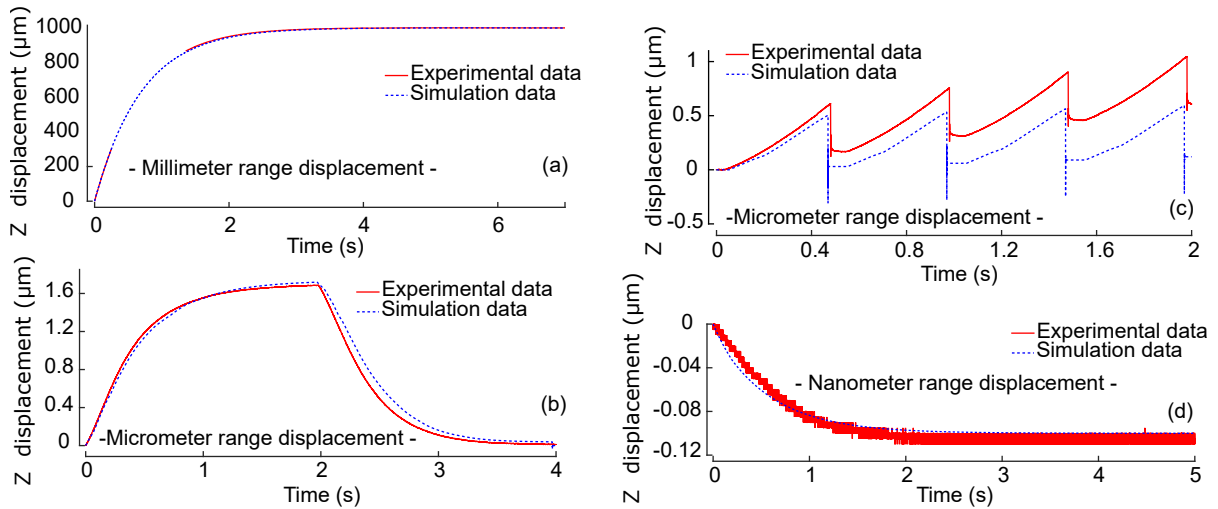 Z displacement (µm)
1000
800
600
400
200
0
Experimental data
Simulation data
- Millimeter range displacement -
(a)
0 2 4 6
Time (s)
Z displacement (µm)
1.6
1.2
0.8
0.4
0
Experimental data
Simulation data
(b)
-Micrometer range displacement -
0 1 2 3 4
Time (s)
Z displacement (µm)
1
0.5
0
-0.5
Experimental data
Simulation data
-Micrometer range displacement -
(c)
0 0.4 0.8 1.2 1.6 2
Time (s)
Z displacement (µm)
0
-0.04
-0.08
-0.12
Experimental data
Simulation data
- Nanometer range displacement -
(d)
0 1 2 3 4 5
Time (s)